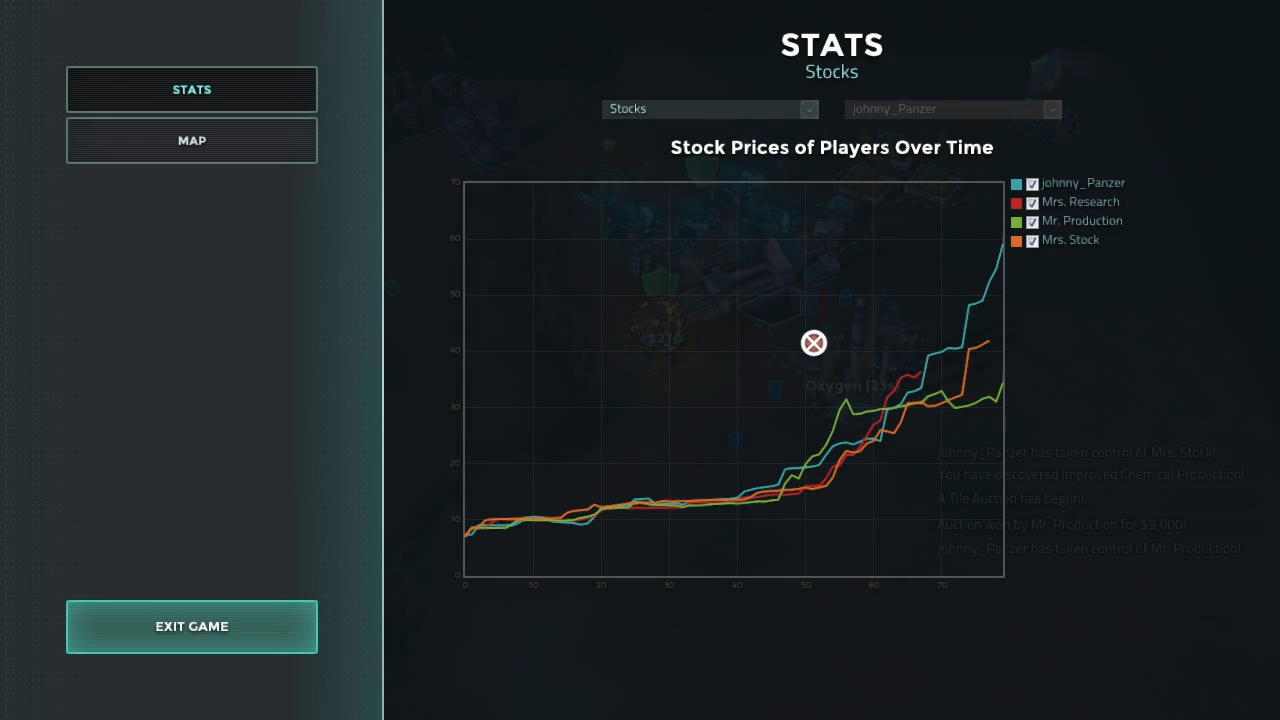 STATS
MAP
EXIT GAME
STATS
Stocks
Stocks
johnny_Panzer
Stock Prices of Players Over Time
70
60
50
40
30
20
10
0
0
10
20
30
40
50
60
70
johnny_Panzer
Mrs. Research
Mr. Production
Mrs. Stock
+$270
Oxygen (23s)
johnny_Panzer has taken control of Mrs. Stock!
You have discovered Improved Chemical Production!
A Tile Auction has begun!
Auction won by Mr. Production for $9,000!
johnny_Panzer has taken control of Mr. Production!